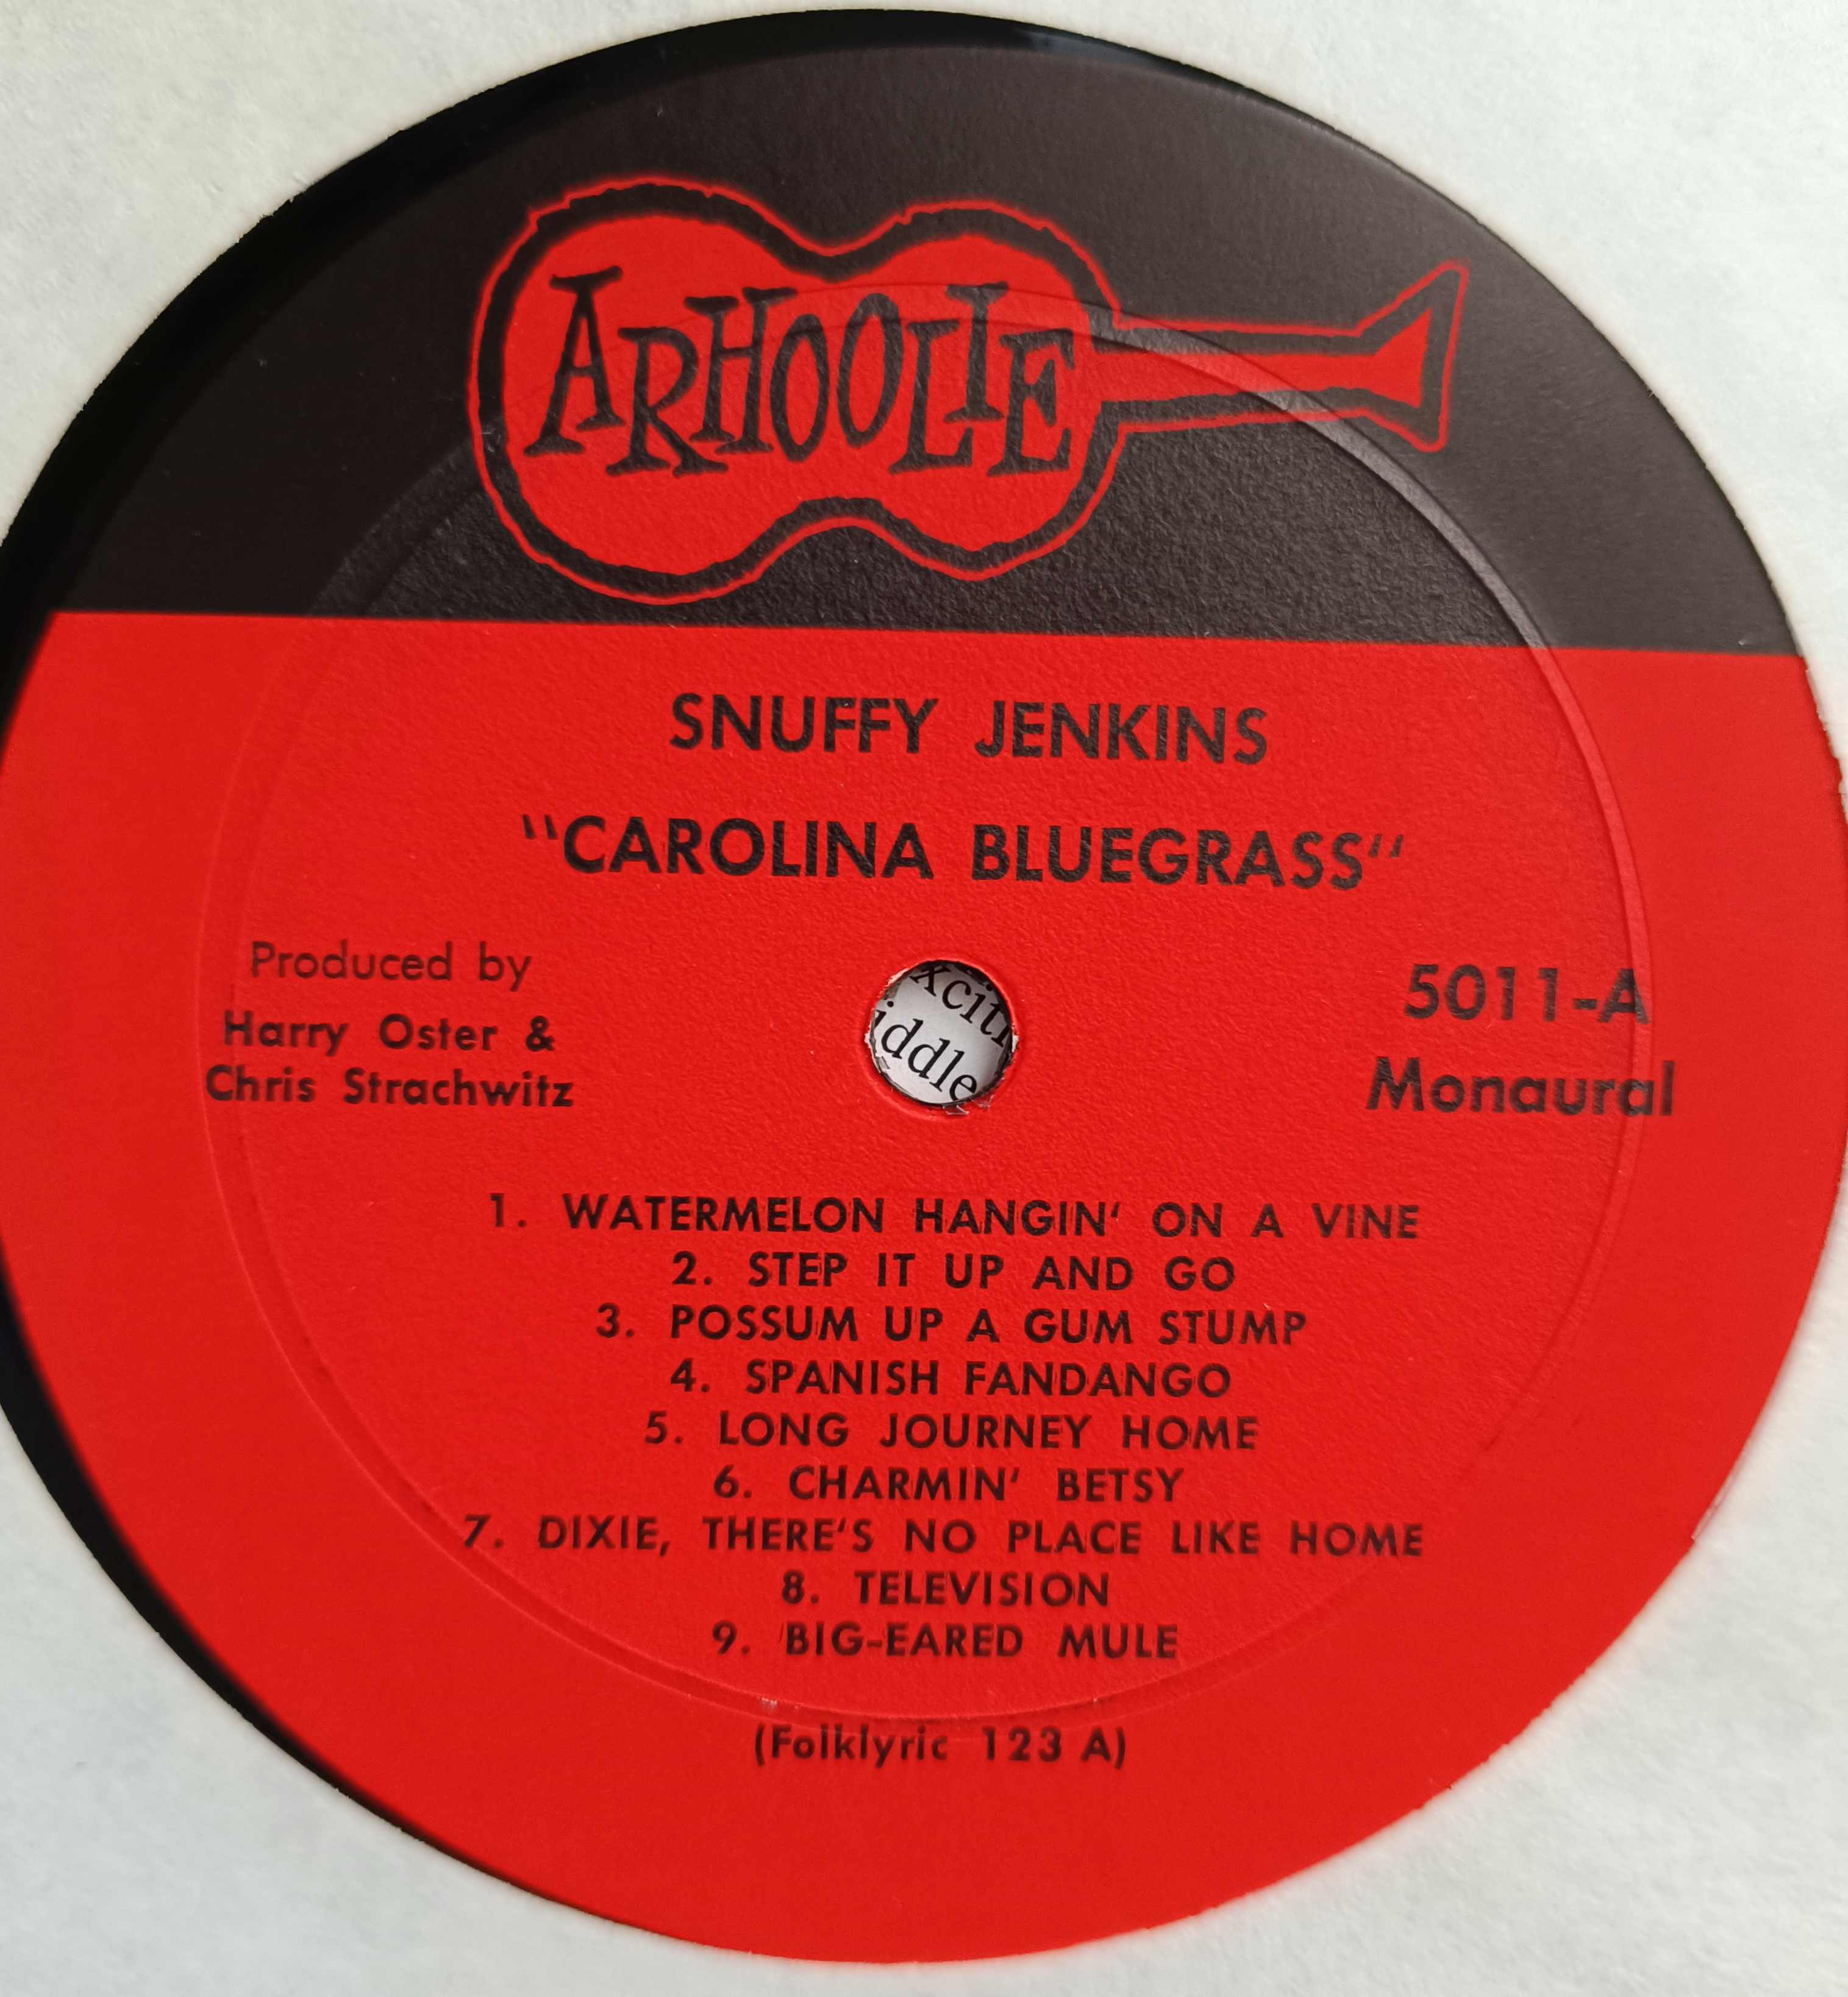 ARHOOLIE
SNUFFY JENKINS
"CAROLINA BLUEGRASS"
Produced by
Harry Oster &
Chris Strachwitz
5011-A
Monaural
1. WATERMELON HANGIN' ON A VINE
2. STEP IT UP AND GO
3. POSSUM UP A GUM STUMP
4. SPANISH FANDANGO
5. LONG JOURNEY HOME
6. CHARMIN' BETSY
7. DIXIE, THERE'S NO PLACE LIKE HOME
8. TELEVISION
9. BIG-EARED MULE
(Folklyric 123 A)